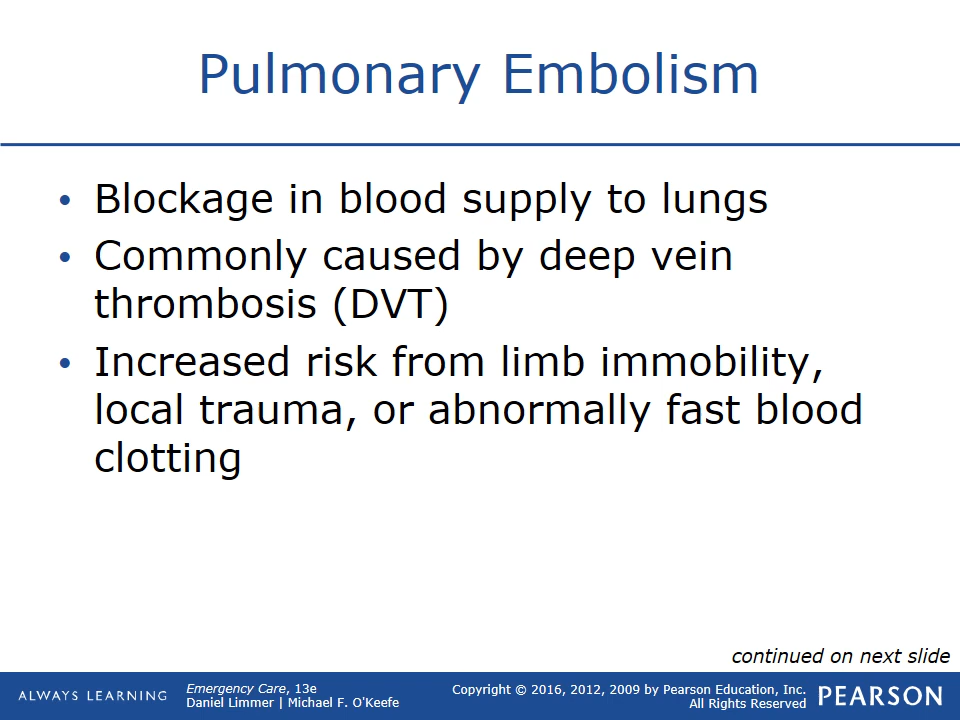 Pulmonary Embolism
• Blockage in blood supply to lungs
• Commonly caused by deep vein
thrombosis (DVT)
• Increased risk from limb immobility,
local trauma, or abnormally fast blood
clotting
continued on next slide
ALWAYS LEARNING
Emergency Care, 13e
Daniel Limmer | Michael F. O'Keefe
Copyright © 2016, 2012, 2009 by Pearson Education, Inc.
All Rights Reserved
PEARSON